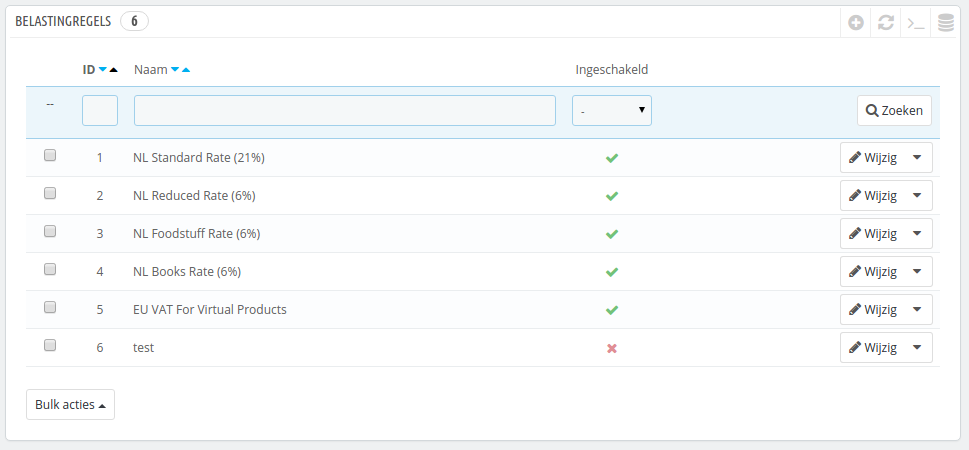 BELASTINGREGELS 6
ID Naam Ingeschakeld
-- - Zoeken
1 NL Standard Rate (21%) Wijzig
2 NL Reduced Rate (6%) Wijzig
3 NL Foodstuff Rate (6%) Wijzig
4 NL Books Rate (6%) Wijzig
5 EU VAT For Virtual Products Wijzig
6 test Wijzig
Bulk acties